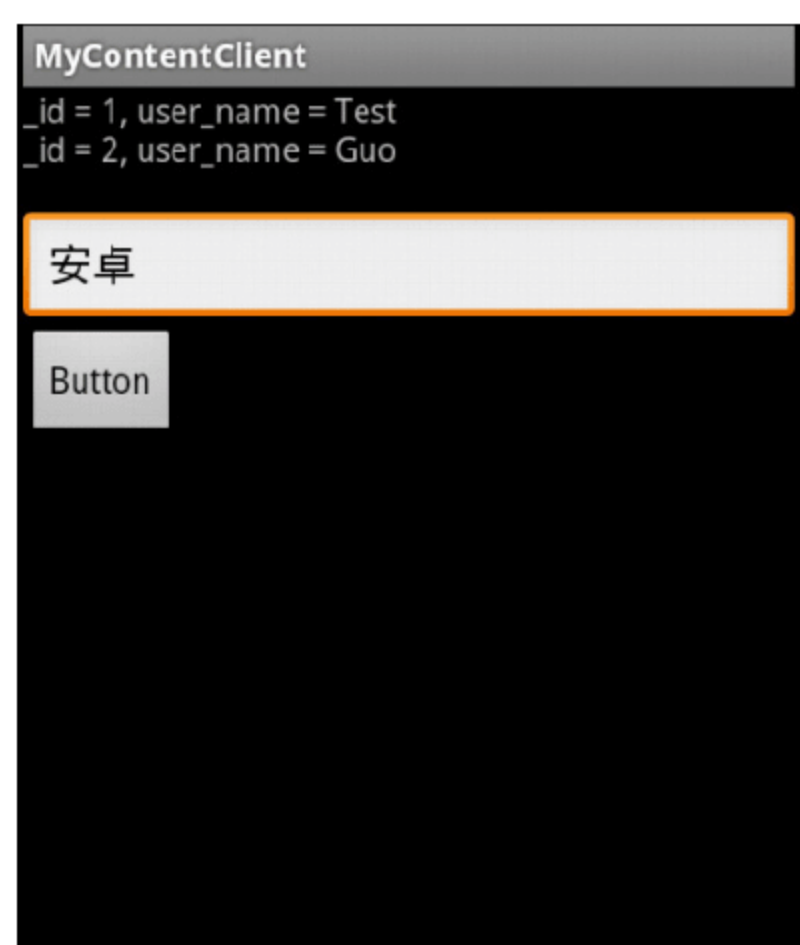 MyContentClient
_id = 1, user_name = Test
_id = 2, user_name = Guo
安卓
Button